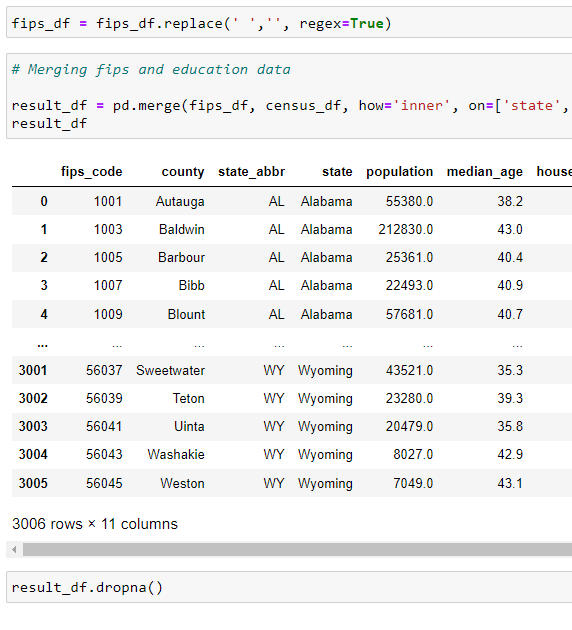 fips_df = fips_df.replace(' ','', regex=True)
# Merging fips and education data
result_df = pd.merge(fips_df, census_df, how='inner', on=['state',
result_df
fips_code county state_abbr state population median_age house
0 1001 Autauga AL Alabama 55380.0 38.2
1 1003 Baldwin AL Alabama 212830.0 43.0
2 1005 Barbour AL Alabama 25361.0 40.4
3 1007 Bibb AL Alabama 22493.0 40.9
4 1009 Blount AL Alabama 57681.0 40.7
... ... ... ... ... ... ...
3001 56037 Sweetwater WY Wyoming 43521.0 35.3
3002 56039 Teton WY Wyoming 23280.0 39.3
3003 56041 Uinta WY Wyoming 20479.0 35.8
3004 56043 Washakie WY Wyoming 8027.0 42.9
3005 56045 Weston WY Wyoming 7049.0 43.1
3006 rows × 11 columns
result_df.dropna()